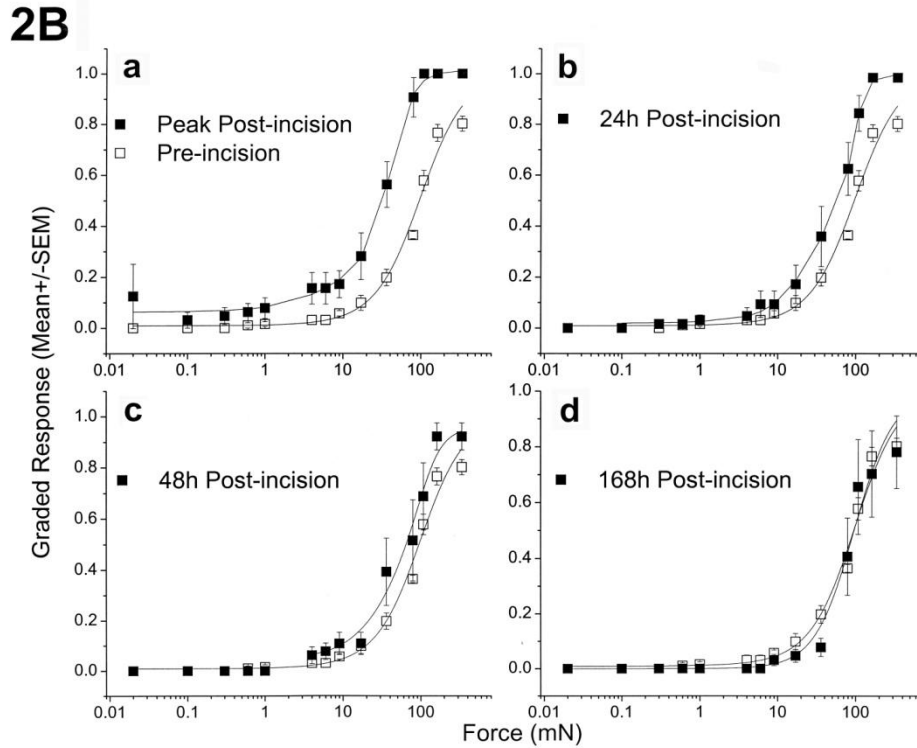 2B
a
Peak Post-incision
Pre-incision
1.0
0.8
0.6
0.4
0.2
0.0
0.01 0.1 1 10 100
b
24h Post-incision
1.0
0.8
0.6
0.4
0.2
0.0
0.01 0.1 1 10 100
c
48h Post-incision
1.0
0.8
0.6
0.4
0.2
0.0
0.01 0.1 1 10 100
d
168h Post-incision
1.0
0.8
0.6
0.4
0.2
0.0
0.01 0.1 1 10 100
Graded Response (Mean+/-SEM)
Force (mN)